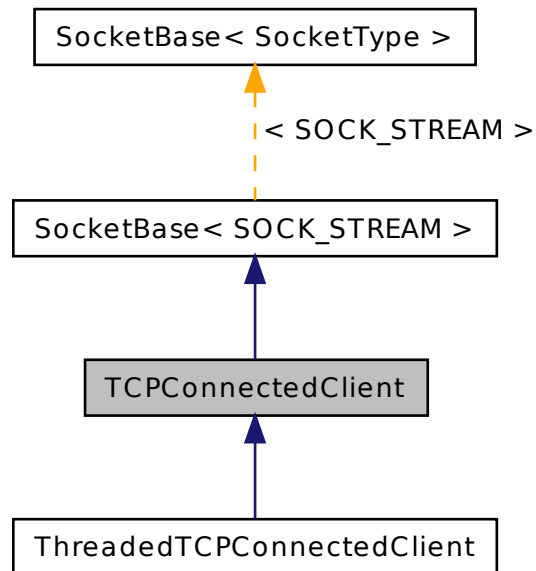 SocketBase< SocketType >
< SOCK_STREAM >
SocketBase< SOCK_STREAM >
TCPConnectedClient
ThreadedTCPConnectedClient